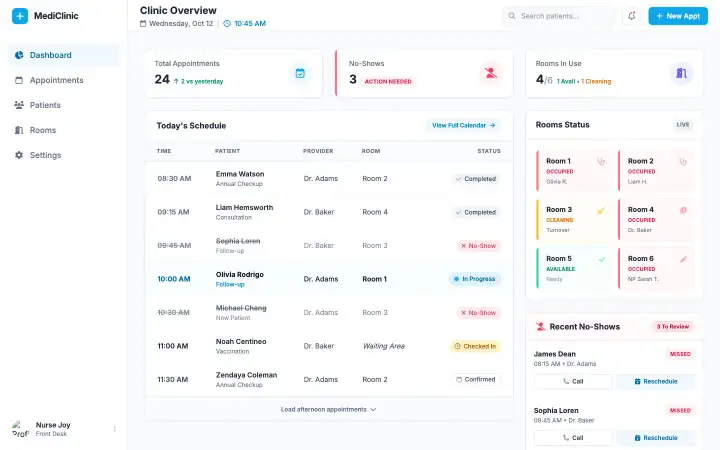 MediClinic
Dashboard
Appointments
Patients
Rooms
Settings
Nurse Joy
Front Desk
Clinic Overview
Wednesday, Oct 12 | 10:45 AM
Search patients...
+ New Appt
Total Appointments
24 ↑ 2 vs yesterday
No-Shows
3 ACTION NEEDED
Rooms In Use
4/6 1 Avail • 1 Cleaning
Today's Schedule
View Full Calendar →
TIME PATIENT PROVIDER ROOM STATUS
08:30 AM Emma Watson Dr. Adams Room 2 Completed
Annual Checkup
09:15 AM Liam Hemsworth Dr. Baker Room 4 Completed
Consultation
09:45 AM Sophia Loren Dr. Baker Room 3 No-Show
Follow-up
10:00 AM Olivia Rodrigo Dr. Adams Room 1 In Progress
Follow-up
10:30 AM Michael Chang Dr. Adams Room 3 No-Show
New Patient
11:00 AM Noah Centineo Dr. Baker Waiting Area Checked In
Vaccination
11:30 AM Zendaya Coleman Dr. Adams Room 2 Confirmed
Annual Checkup
Load afternoon appointments
Rooms Status
LIVE
Room 1
OCCUPIED
Olivia R.
Room 2
OCCUPIED
Liam H.
Room 3
CLEANING
Turnover
Room 4
OCCUPIED
Dr. Baker
Room 5
AVAILABLE
Ready
Room 6
OCCUPIED
NP Sarah T.
Recent No-Shows
3 To Review
James Dean MISSED
08:15 AM • Dr. Adams
Call Reschedule
Sophia Loren MISSED
09:45 AM • Dr. Baker
Call Reschedule